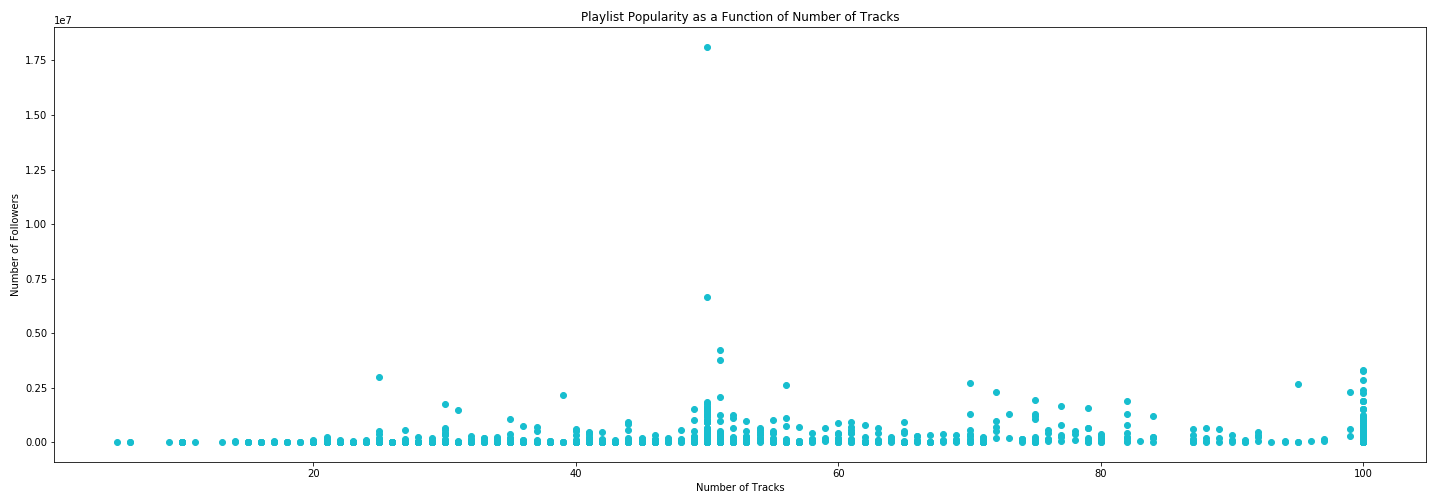 Playlist Popularity as a Function of Number of Tracks
1e7
1.75
1.50
1.25
1.00
0.75
0.50
0.25
0.00
Number of Followers
20 40 60 80 100
Number of Tracks